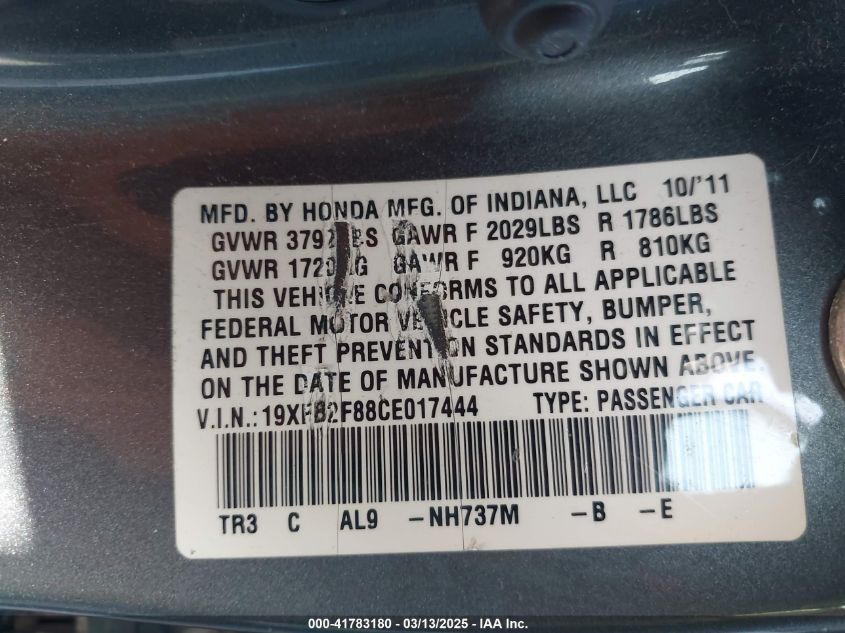 MFD. BY HONDA MFG. OF INDIANA, LLC 10/'11
GVWR GAWR F 2029LBS R 1786LBS
GVWR GAWR F 920KG R 810KG
THIS VEHICLE CONFORMS TO ALL APPLICABLE
FEDERAL MOTOR VEHICLE SAFETY, BUMPER,
AND THEFT PREVENTION STANDARDS IN EFFECT
ON THE DATE OF MANUFACTURE SHOWN ABOVE.
V.I.N.:19XFB2F88CE017444 TYPE: PASSENGER CAR
TR3 C AL9 -NH737M -B -E
000-41783180 - 03/13/2025 - IAA, Inc.